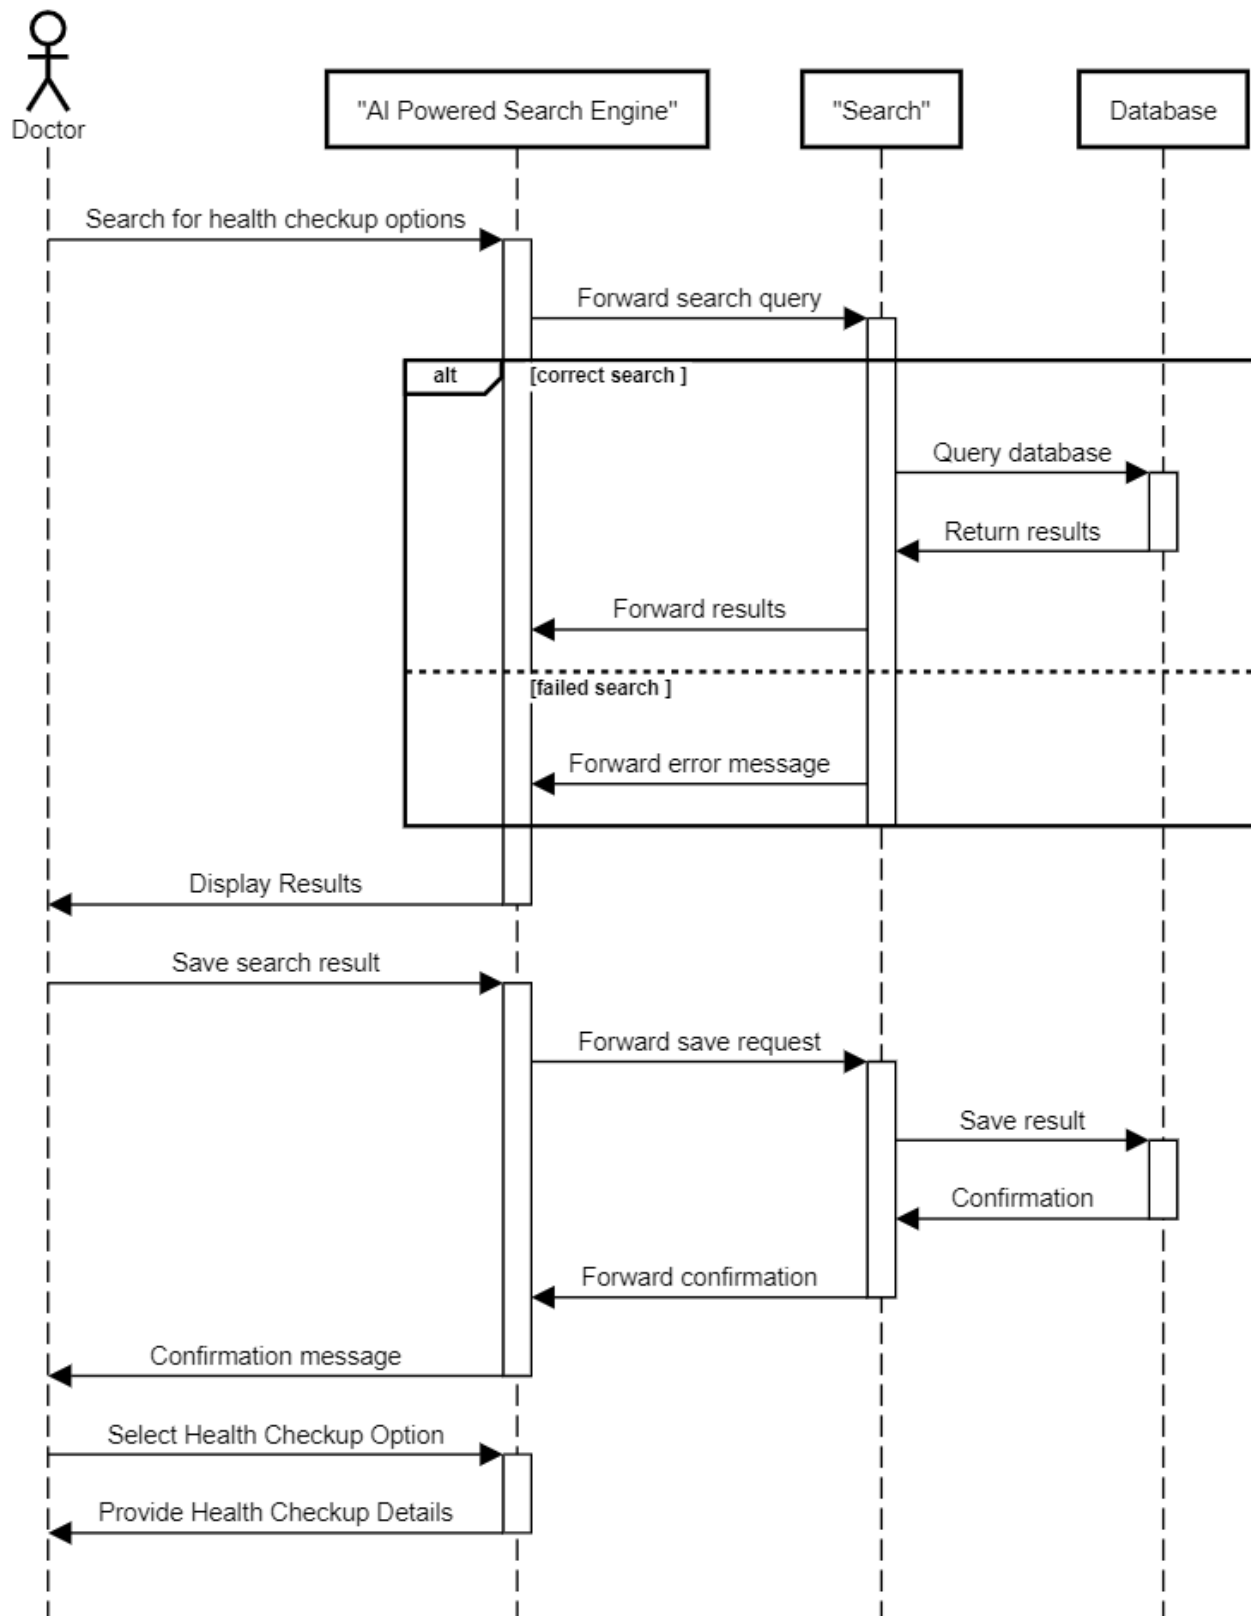 Doctor
"AI Powered Search Engine"
"Search"
Database
Search for health checkup options
Forward search query
alt
[correct search ]
Query database
Return results
Forward results
[failed search ]
Forward error message
Display Results
Save search result
Forward save request
Save result
Confirmation
Forward confirmation
Confirmation message
Select Health Checkup Option
Provide Health Checkup Details